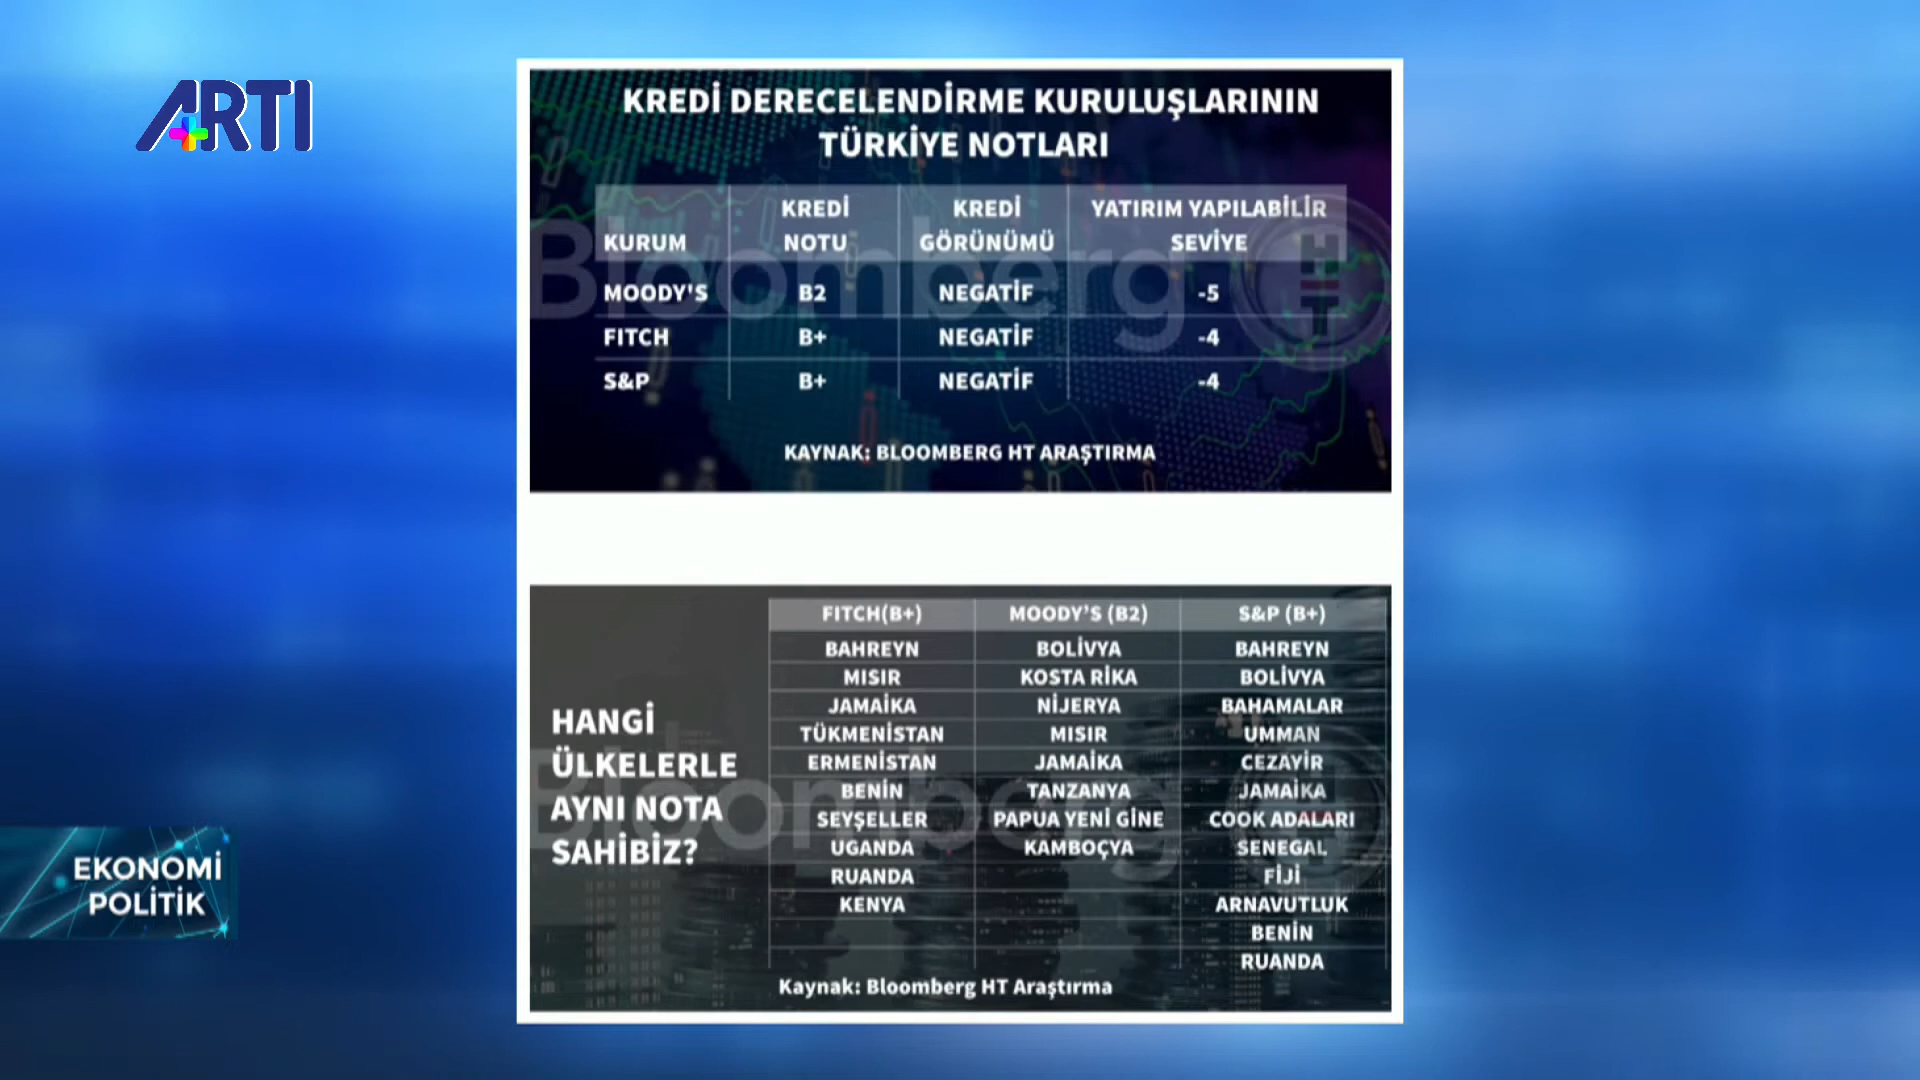 ARTI
KREDİ DERECELENDİRME KURULUŞLARININ
TÜRKİYE NOTLARI
KURUM KREDİ NOTU KREDİ GÖRÜNÜMÜ YATIRIM YAPILABİLİR SEVİYE
MOODY'S B2 NEGATİF -5
FITCH B+ NEGATİF -4
S&P B+ NEGATİF -4
KAYNAK: BLOOMBERG HT ARAŞTIRMA
Bloomberg HT
HANGİ
ÜLKELERLE
AYNI NOTA
SAHİBİZ?
FITCH(B+) MOODY’S (B2) S&P (B+)
BAHREYN BOLİVYA BAHREYN
MISIR KOSTA RİKA BOLİVYA
JAMAİKA NİJERYA BAHAMALAR
TÜKMENİSTAN MISIR UMMAN
ERMENİSTAN JAMAİKA CEZAYİR
BENİN TANZANYA JAMAİKA
SEYŞELLER PAPUA YENİ GİNE COOK ADALARI
UGANDA KAMBOÇYA SENEGAL
RUANDA FİJİ
KENYA ARNAVUTLUK
BENİN
RUANDA
Kaynak: Bloomberg HT Araştırma
Bloomberg
EKONOMİ
POLİTİK